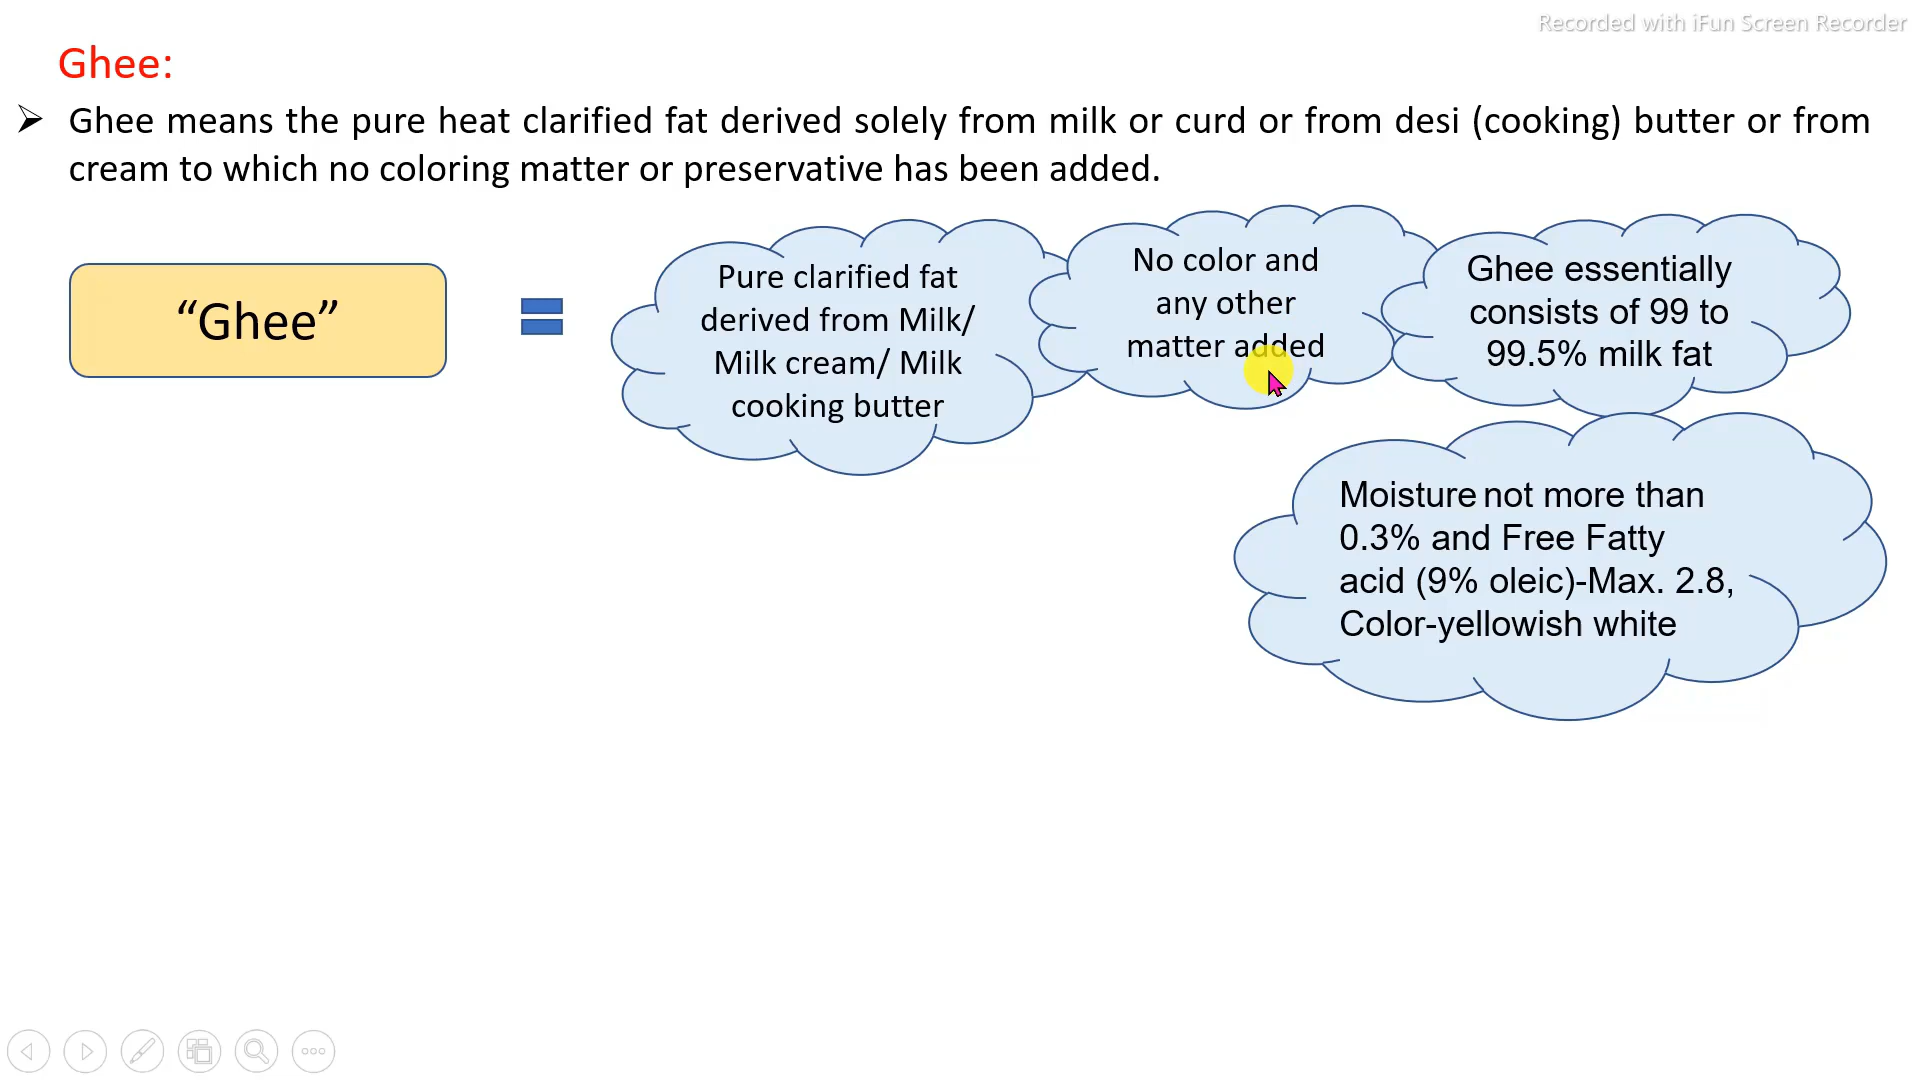 Recorded with iFun Screen Recorder
Ghee:
➢ Ghee means the pure heat clarified fat derived solely from milk or curd or from desi (cooking) butter or from
cream to which no coloring matter or preservative has been added.
“Ghee”
=
Pure clarified fat
derived from Milk/
Milk cream/ Milk
cooking butter
No color and
any other
matter added
Ghee essentially
consists of 99 to
99.5% milk fat
Moisture not more than
0.3% and Free Fatty
acid (9% oleic)-Max. 2.8,
Color-yellowish white